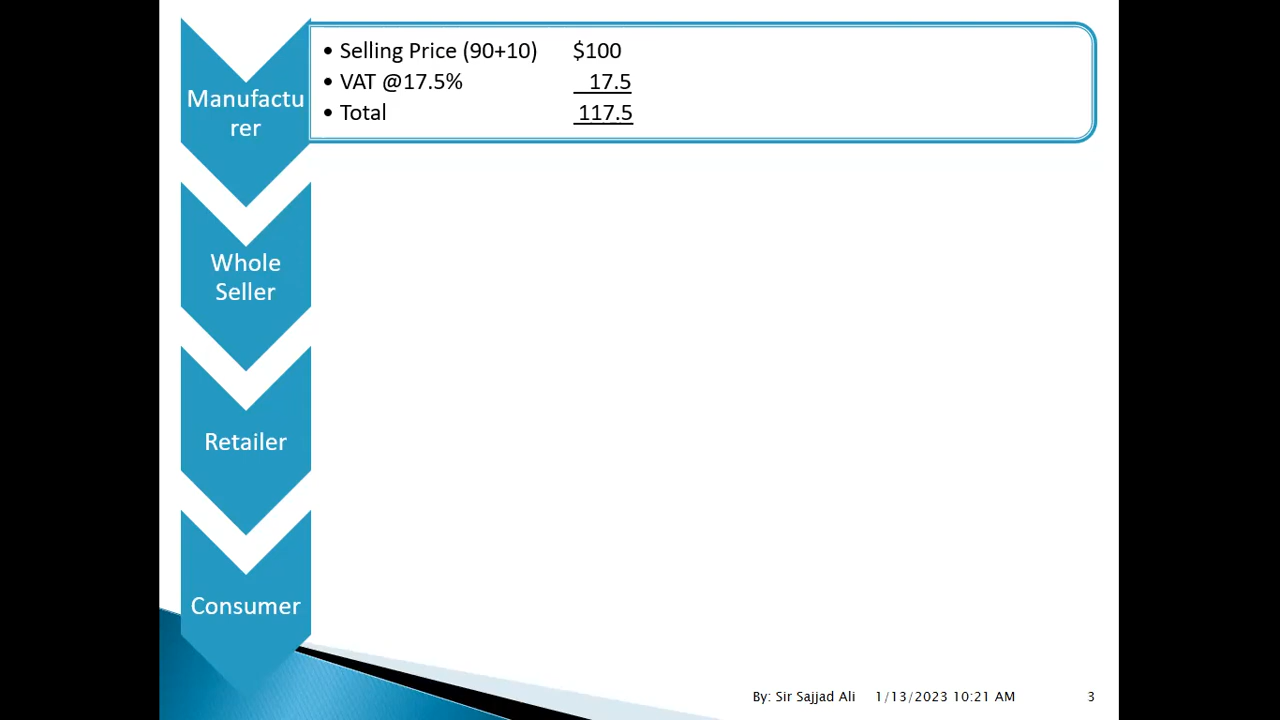 • Selling Price (90+10) $100
• VAT @17.5% 17.5
• Total 117.5
Manufactu
rer
Whole
Seller
Retailer
Consumer
By: Sir Sajjad Ali 1/13/2023 10:21 AM 3